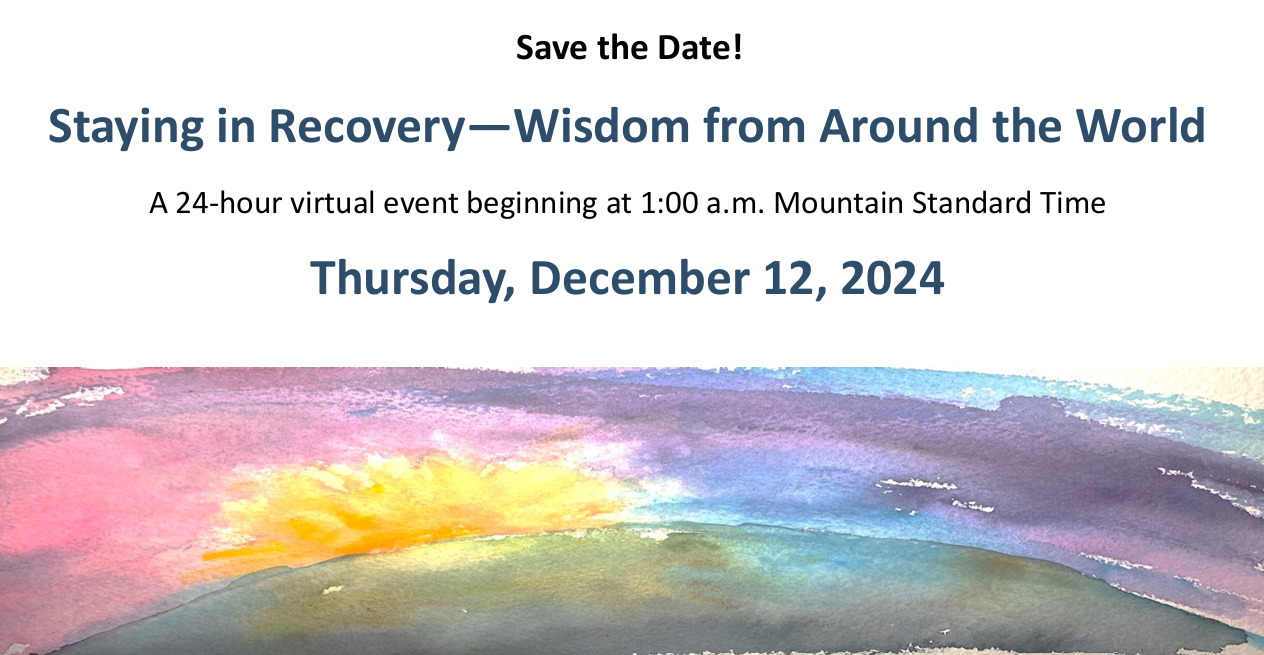 Save the Date!
Staying in Recovery—Wisdom from Around the World
A 24-hour virtual event beginning at 1:00 a.m. Mountain Standard Time
Thursday, December 12, 2024